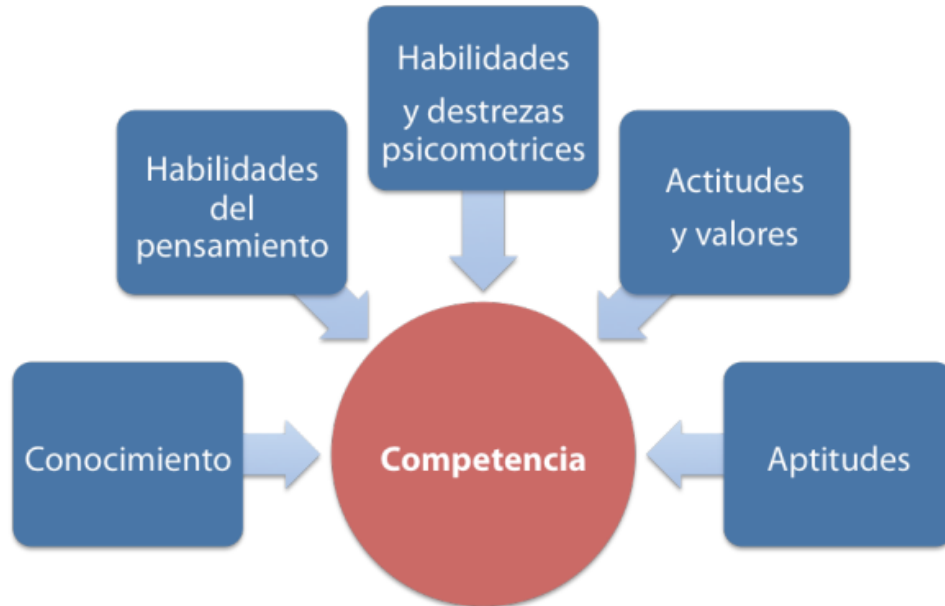 Habilidades
y destrezas
psicomotrices
Habilidades
del
pensamiento
Actitudes
y valores
Conocimiento
Competencia
Aptitudes